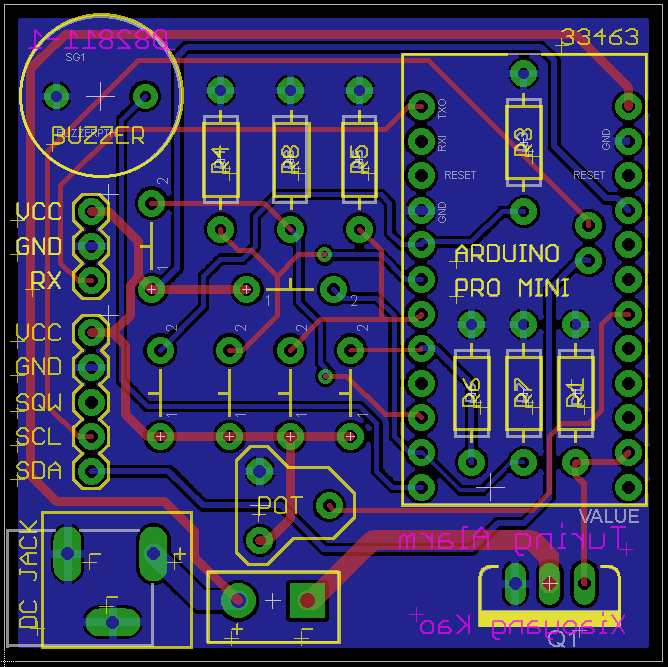 082811-1
33463
SG1
BUZZER
TXO
RXI
RESET
GND
GND
RESET
R4
R8
R5
R3
VCC
GND
RX
2
1
1
2
ARDUINO
PRO MINI
VCC
GND
SQW
SCL
SDA
2
2
2
2
1
1
1
1
R6
R7
R1
POT
VALUE
DC JACK
Turing Alarm
Xiaoyang Kao
Q1